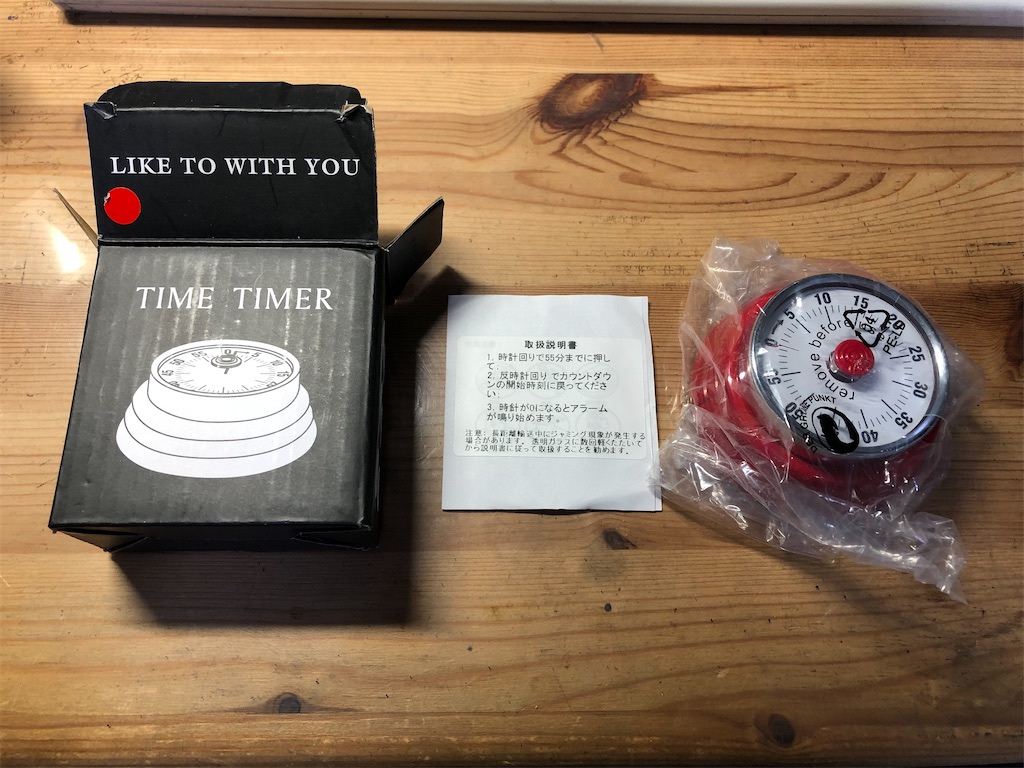 LIKE TO WITH YOU
TIME TIMER
0 5 10 15
50
取扱説明書
1. 時計回りで55分までに押し
て:
2. 反時計回り でカウントダウ
ンの開始時刻に戻ってくださ
い:
3. 時計が0になるとアラーム
が鳴り始めます。
注意: 長距離輸送中にジャミング現象が発生する
場合があります。透明ガラスに数回軽くたたいて
から説明書に従って取扱することを勧めます。
5 10 15 20 25 30 35 40
50
remove before
04
PE
PUNKT